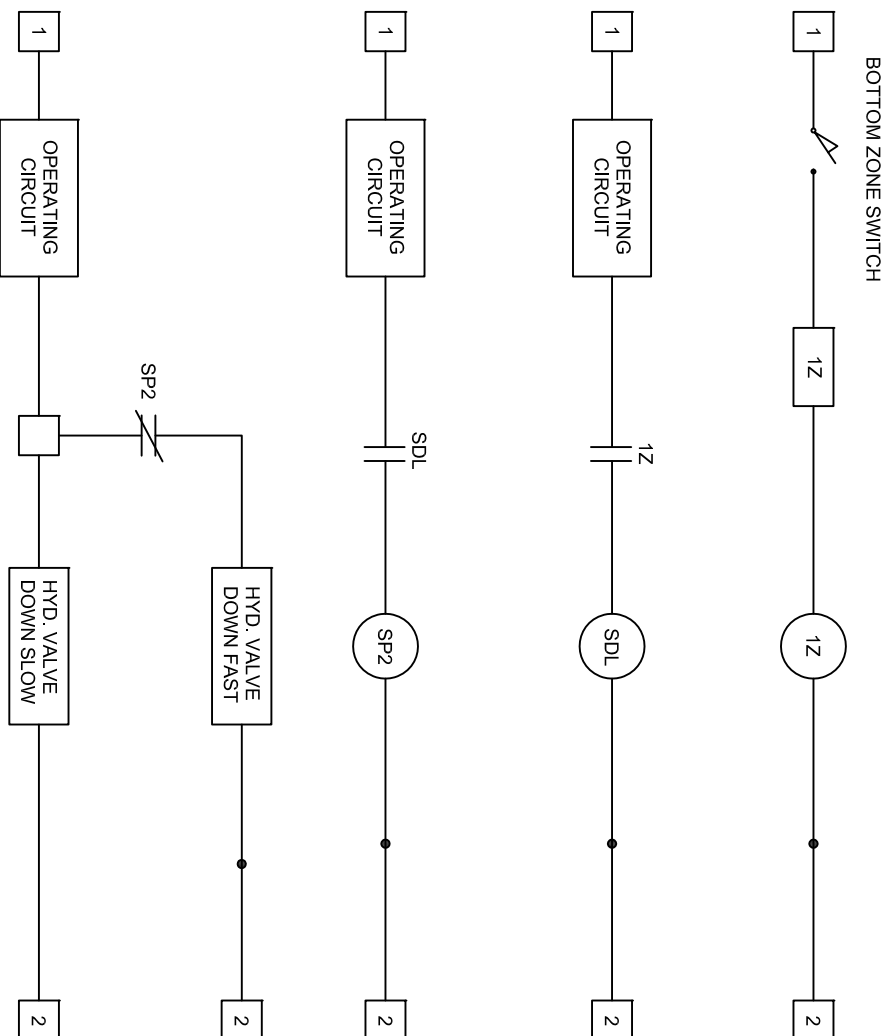 BOTTOM ZONE SWITCH
1
1Z
1Z
2
1
OPERATING
CIRCUIT
1Z
SDL
2
1
OPERATING
CIRCUIT
SDL
SP2
2
SP2
HYD. VALVE
DOWN FAST
2
1
OPERATING
CIRCUIT
HYD. VALVE
DOWN SLOW
2